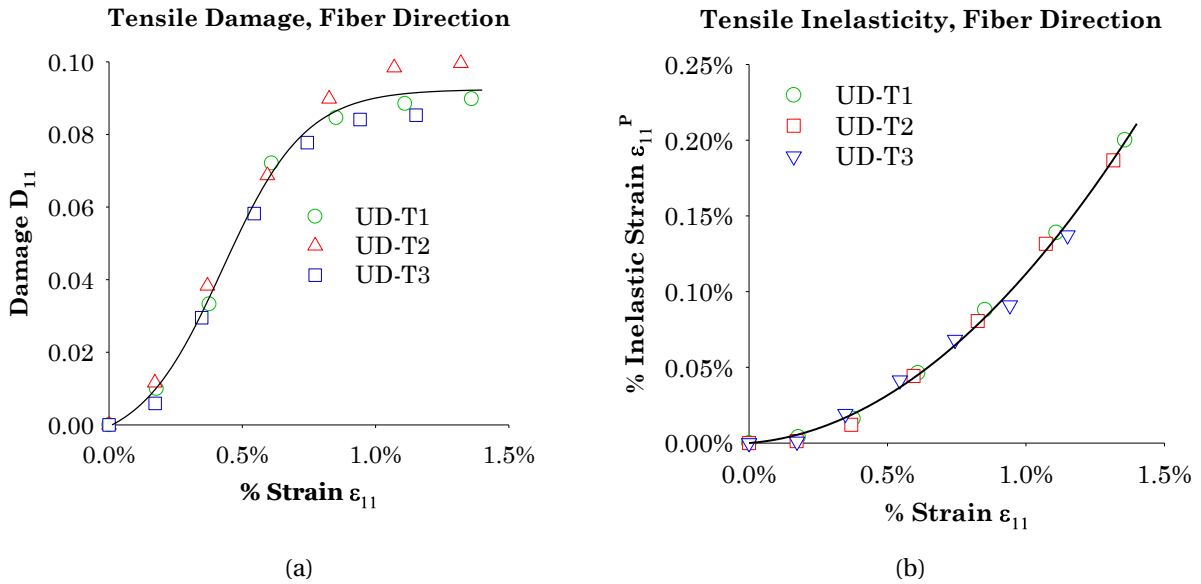 Tensile Damage, Fiber Direction
0.10
0.08
0.06
0.04
0.02
0.00
Damage D11
UD-T1
UD-T2
UD-T3
0.0%
0.5%
1.0%
1.5%
% Strain ε11
(a)
Tensile Inelasticity, Fiber Direction
0.25%
0.20%
0.15%
0.10%
0.05%
0.00%
% Inelastic Strain ε11P
UD-T1
UD-T2
UD-T3
0.0%
0.5%
1.0%
1.5%
% Strain ε11
(b)